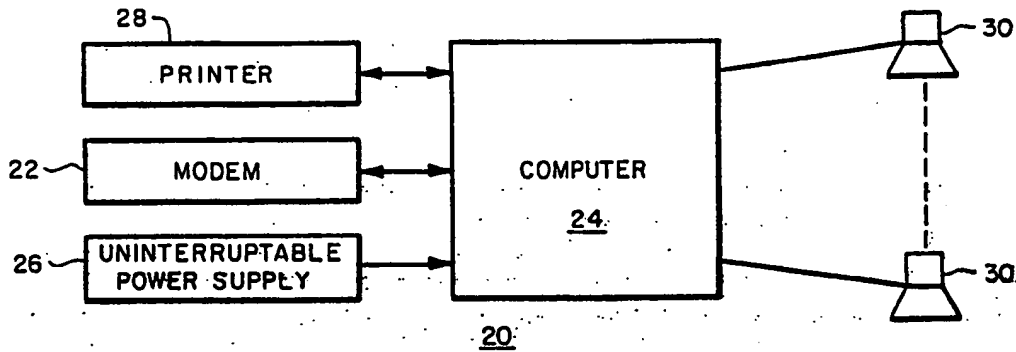 28
PRINTER
22
MODEM
26
UNINTERRUPTABLE
POWER SUPPLY
COMPUTER
24
30
30
20